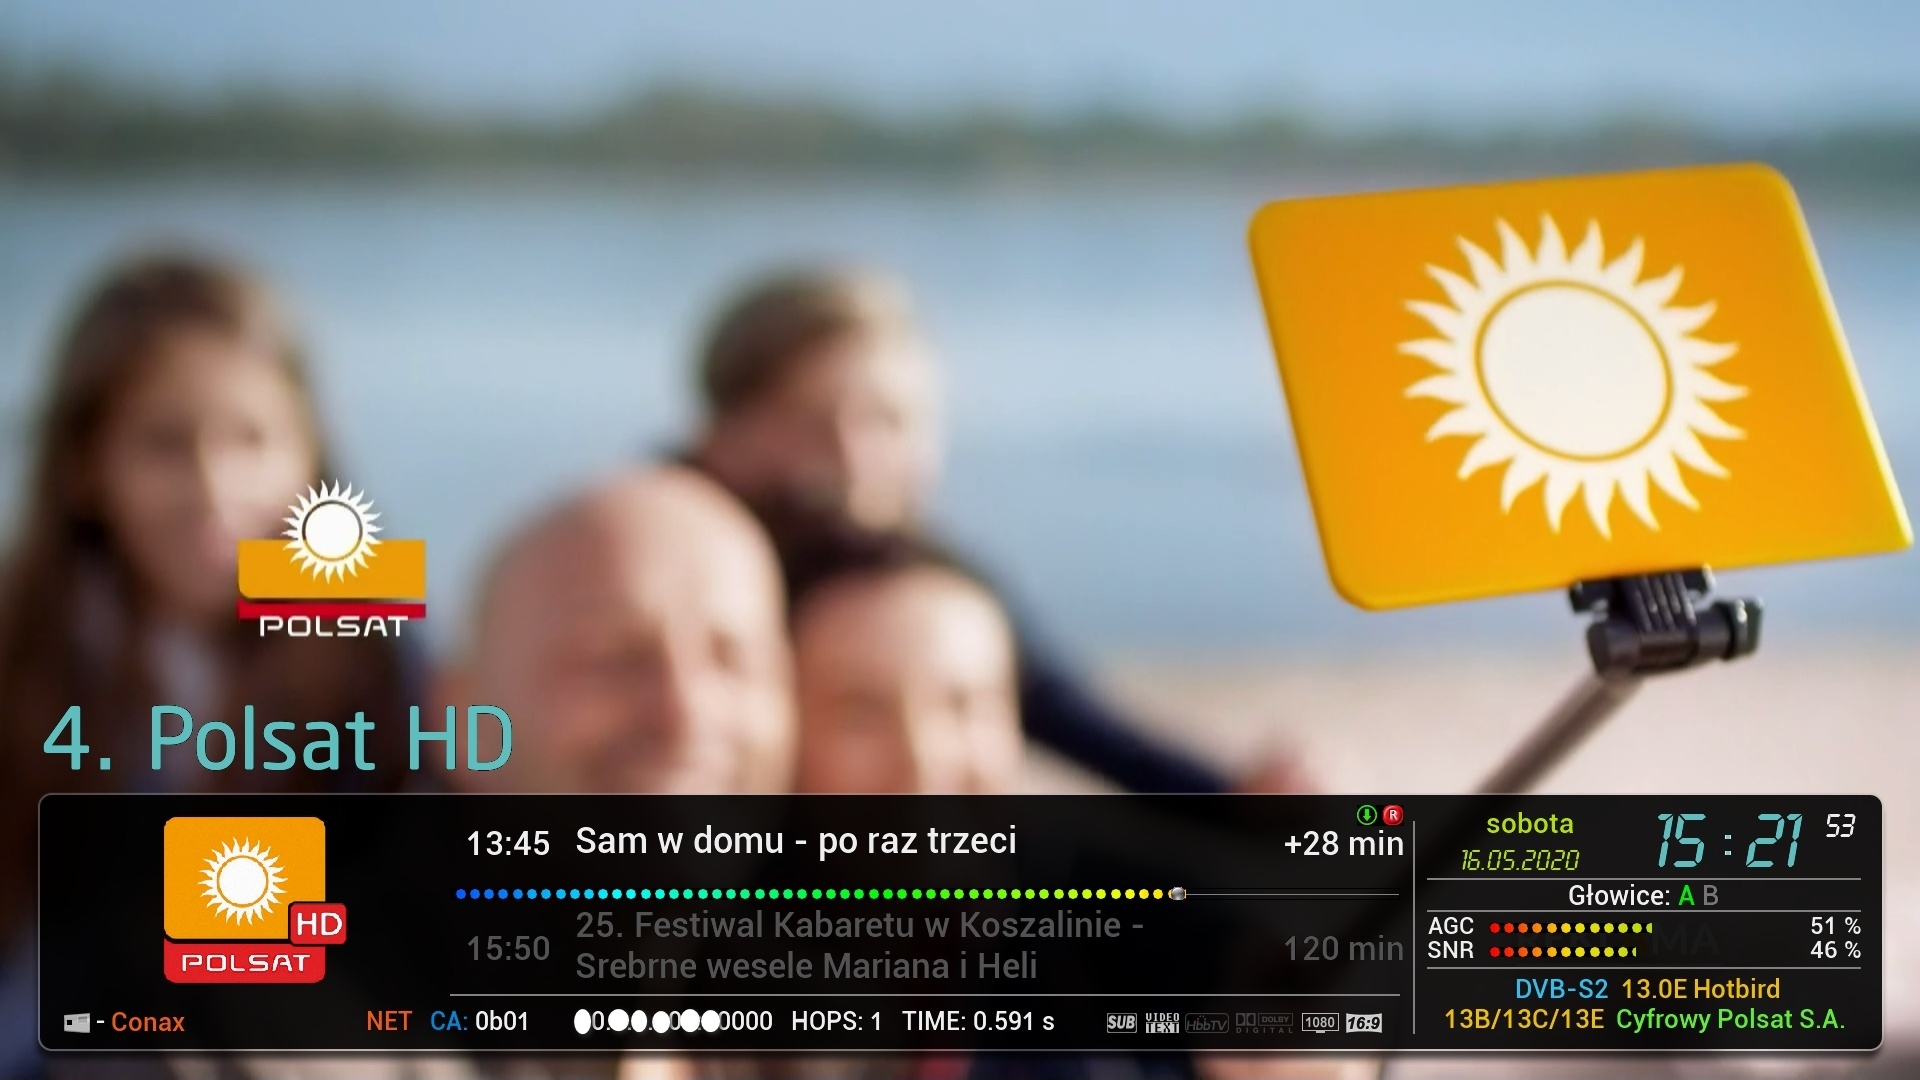 POLSAT
4. Polsat HD
13:45 Sam w domu - po raz trzeci +28 min
R
15:50 25. Festiwal Kabaretu w Koszalinie -
Srebrne wesele Mariana i Heli 120 min
HD
POLSAT
- Conax NET CA: 0b01 HOPS: 1 TIME: 0.591 s
SUB VIDEO TEXT HbbTV DOLBY DIGITAL 1080 16:9
sobota
16.05.2020
15:21 53
Głowice: A B
AGC 51 %
SNR 46 %
DVB-S2 13.0E Hotbird
13B/13C/13E Cyfrowy Polsat S.A.